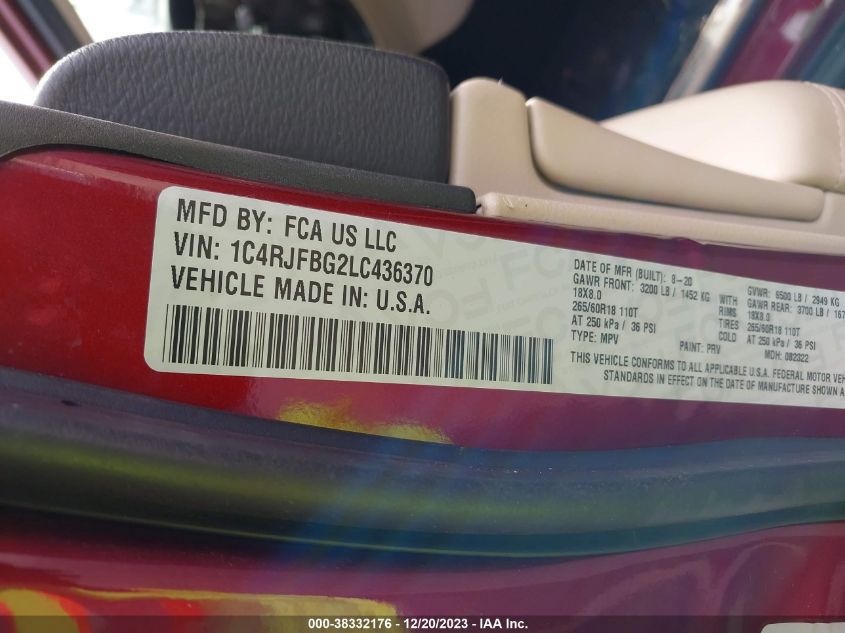 MFD BY: FCA US LLC
VIN: 1C4RJFBG2LC436370
VEHICLE MADE IN: U.S.A.
DATE OF MFR (BUILT): 8-20
GAWR FRONT: 3200 LB / 1452 KG WITH
18X8.0 RIMS
265/60R18 110T TIRES
AT 250 kPa / 36 PSI COLD
TYPE: MPV
GVWR: 6500 LB / 2949 KG
GAWR REAR: 3700 LB / 167
18X8.0
265/60R18 110T
AT 250 kPa / 36 PSI
PAINT: PRV MDH: 082322
THIS VEHICLE CONFORMS TO ALL APPLICABLE U.S.A. FEDERAL MOTOR VEH
STANDARDS IN EFFECT ON THE DATE OF MANUFACTURE SHOWN A
000-38332176 - 12/20/2023 - IAA Inc.